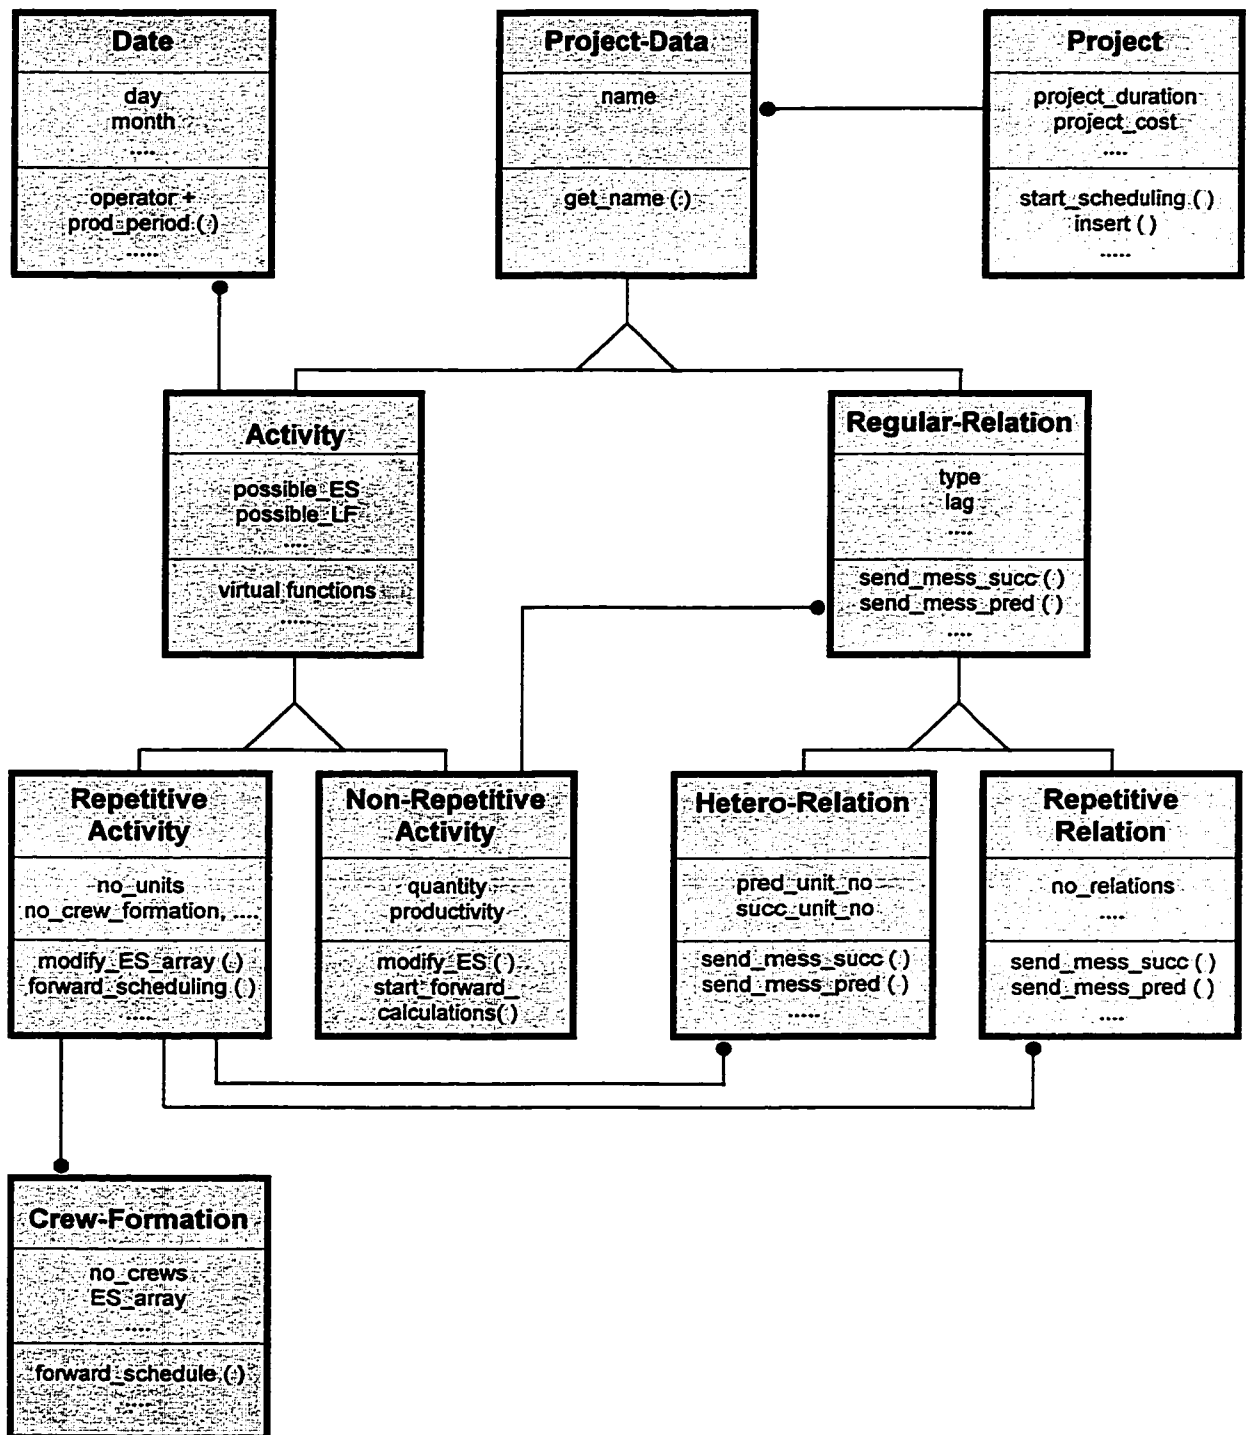 Date
day
month
....
operator +
prod_period ( )
.....
Project-Data
name
get_name ( )
Project
project_duration
project_cost
....
start_scheduling ( )
insert ( )
.....
Activity
possible_ES
possible_LF
....
virtual functions
.....
Regular-Relation
type
lag
....
send_mess_succ ( )
send_mess_pred ( )
....
Repetitive
Activity
no_units
no_crew_formation, ....
modify_ES_array ( )
forward_scheduling ( )
.....
Non-Repetitive
Activity
quantity
productivity
modify_ES ( )
start_forward_
calculations( )
Hetero-Relation
pred_unit_no
succ_unit_no
send_mess_succ ( )
send_mess_pred ( )
.....
Repetitive
Relation
no_relations
....
send_mess_succ ( )
send_mess_pred ( )
....
Crew-Formation
no_crews
ES_array
....
forward_schedule ( )
.....